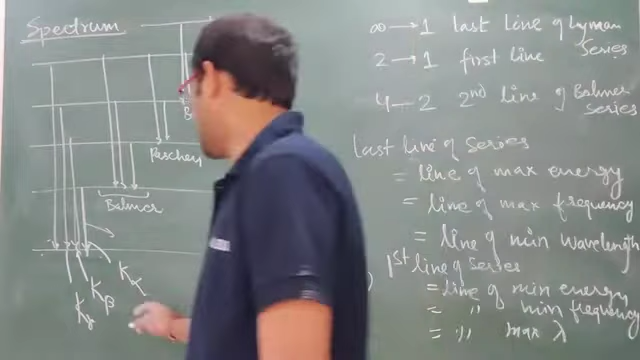 Spectrum
B
Paschen
Balmer
Kα
Kβ
Kγ
∞ → 1 last line of Lyman Series
2 → 1 first line
4 — 2 2nd line of Balmer series
last line of Series
= line of max energy
= line of max frequency
= line of min wavelength
1st line of Series
= line of min energy
= " min frequency
= " max λ